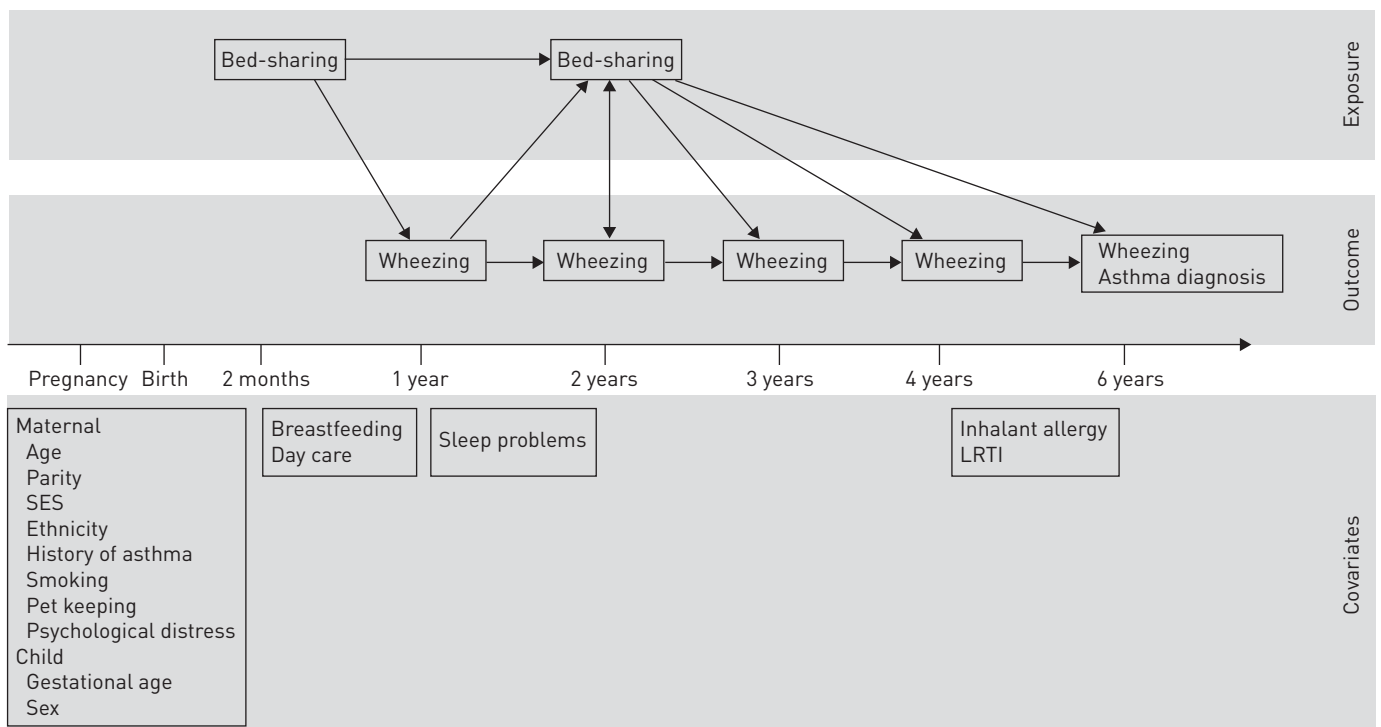 Bed-sharing
Bed-sharing
Exposure
Wheezing
Wheezing
Wheezing
Wheezing
Wheezing
Asthma diagnosis
Outcome
Pregnancy
Birth
2 months
1 year
2 years
3 years
4 years
6 years
Maternal
Age
Parity
SES
Ethnicity
History of asthma
Smoking
Pet keeping
Psychological distress
Child
Gestational age
Sex
Breastfeeding
Day care
Sleep problems
Inhalant allergy
LRTI
Covariates